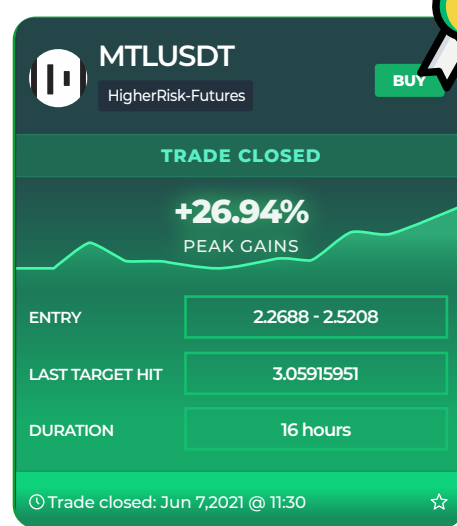 MTLUSDT
HigherRisk-Futures
BUY
TRADE CLOSED
+26.94%
PEAK GAINS
ENTRY 2.2688 - 2.5208
LAST TARGET HIT 3.05915951
DURATION 16 hours
Trade closed: Jun 7,2021 @ 11:30